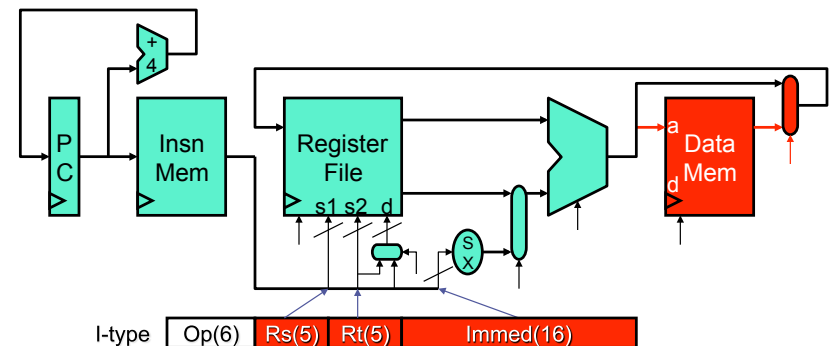 +
4
P
C
Insn
Mem
Register
File
s1 s2 d
S
X
a
Data
Mem
d
I-type Op(6) Rs(5) Rt(5) Immed(16)